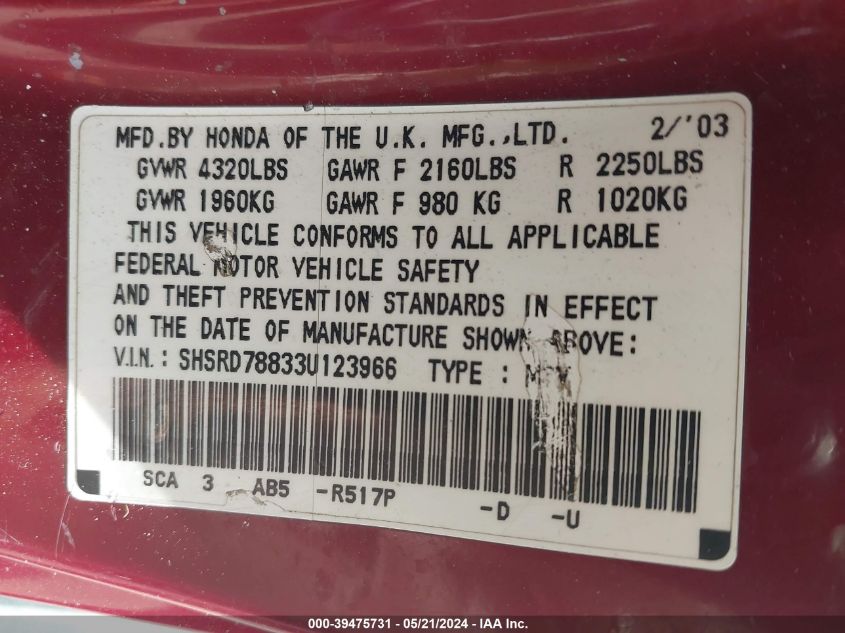 MFD.BY HONDA OF THE U.K. MFG.,LTD. 2/'03
GVWR 4320LBS GAWR F 2160LBS R 2250LBS
GVWR 1960KG GAWR F 980 KG R 1020KG
THIS VEHICLE CONFORMS TO ALL APPLICABLE
FEDERAL MOTOR VEHICLE SAFETY
AND THEFT PREVENTION STANDARDS IN EFFECT
ON THE DATE OF MANUFACTURE SHOWN ABOVE:
V.I.N.: SHSRD78833U123966 TYPE : MPV
SCA 3 AB5 -R517P -D -U
000-39475731 - 05/21/2024 - IAA Inc.